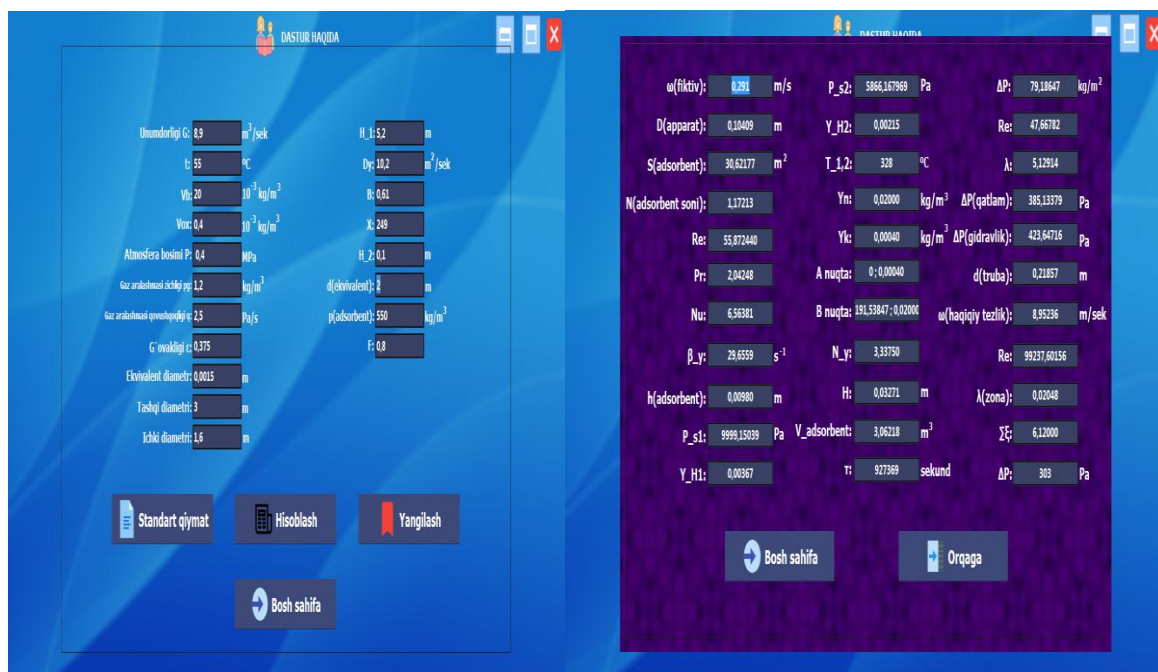 DASTUR HAQIDA
Unumdorligi G: 8,9 m³/sek
t: 55 ⁰C
Vb: 20 10⁻³ kg/m³
Vox: 0,4 10⁻³ kg/m³
Atmosfera bosimi P: 0,4 MPa
Gaz aralashmasi zichligi pg: 1,2 kg/m³
Gaz aralashmasi qovushqoqligi η: 2,5 Pa/s
G`ovakligi ε: 0,375
Ekvivalent diametr: 0,0015 m
Tashqi diametri: 3 m
Ichki diametri: 1,6 m
H_1: 5,2 m
Dy: 10,2 m²/sek
B: 0,61
X: 249
H_2: 0,1 m
d(ekvivalent): 2 m
p(adsorbent): 550 kg/m³
F: 0,8
Standart qiymat
Hisoblash
Yangilash
Bosh sahifa
DASTUR HAQIDA
ω(fiktiv): 0,291 m/s
D(apparat): 0,10409 m
S(adsorbent): 30,62177 m²
N(adsorbent soni): 1,17213
Re: 55,872440
Pr: 2,04248
Nu: 6,56381
β_y: 29,6559 s⁻¹
h(adsorbent): 0,00980 m
P_s1: 9999,15039 Pa
Y_H1: 0,00367
P_s2: 5866,167969 Pa
Y_H2: 0,00215
T_1,2: 328 ⁰C
Yn: 0,02000 kg/m³
Yk: 0,00040 kg/m³
A nuqta: 0 ; 0,00040
B nuqta: 191,53847 ; 0,02000
N_y: 3,33750
H: 0,03271 m
V_adsorbent: 3,06218 m³
τ: 927369 sekund
ΔP: 79,18647 kg/m²
Re: 47,66782
λ: 5,12914
ΔP(qatlam): 385,13379 Pa
ΔP(gidravlik): 423,64716 Pa
d(truba): 0,21857 m
ω(haqiqiy tezlik): 8,95236 m/sek
Re: 99237,60156
λ(zona): 0,02048
∑ξ: 6,12000
ΔP: 303 Pa
Bosh sahifa
Orqaga